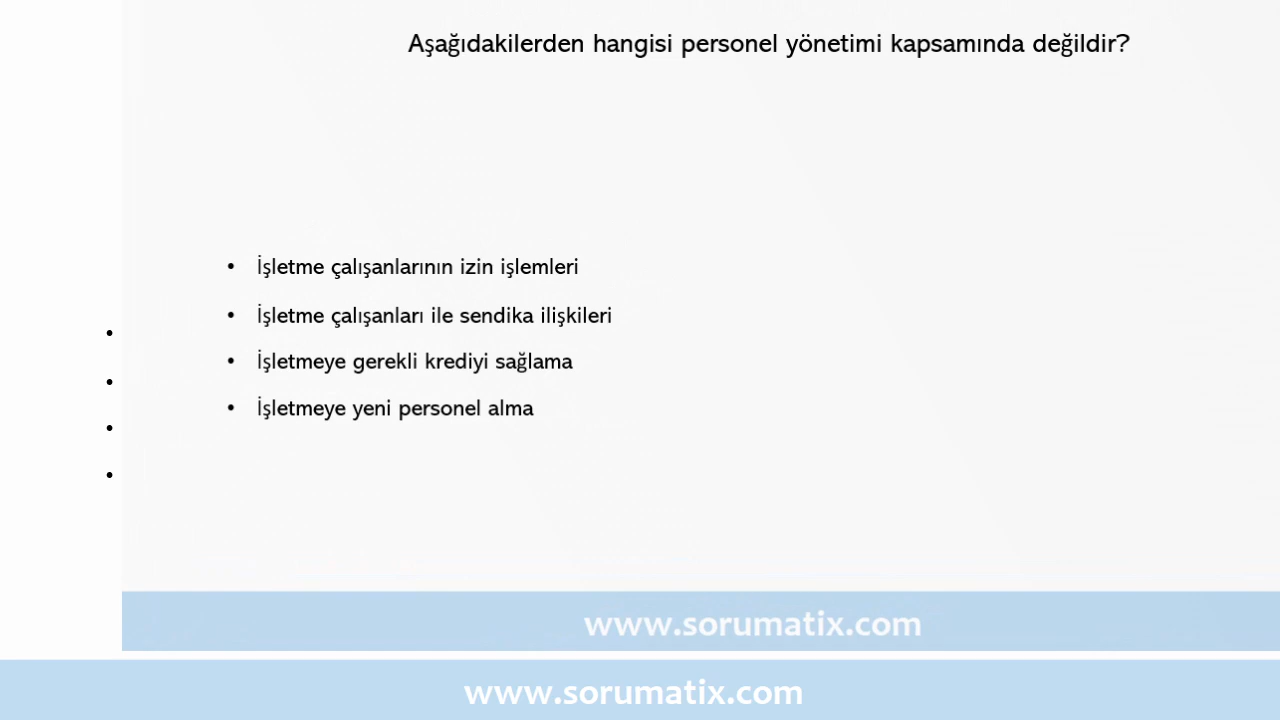 Aşağıdakilerden hangisi personel yönetimi kapsamında değildir?
• İşletme çalışanlarının izin işlemleri
• İşletme çalışanları ile sendika ilişkileri
• İşletmeye gerekli krediyi sağlama
• İşletmeye yeni personel alma
www.sorumatix.com
www.sorumatix.com